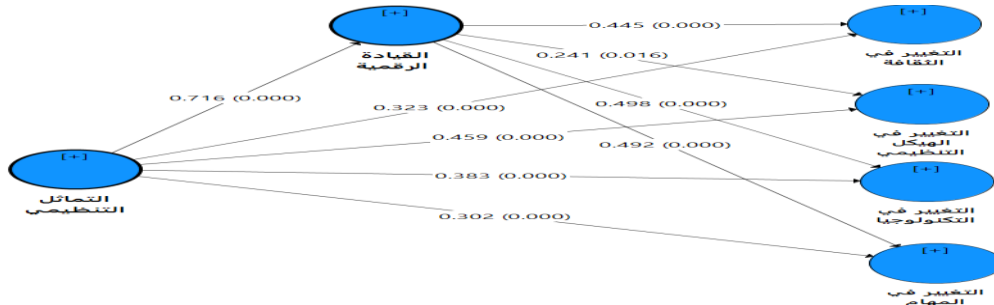 [+]
القيادة
الرقمية
0.445 (0.000)
[+]
التغيير في
الثقافة
0.241 (0.016)
0.716 (0.000)
0.323 (0.000)
0.498 (0.000)
[+]
التغيير في
الهيكل
التنظيمي
0.459 (0.000)
0.492 (0.000)
[+]
التماثل
التنظيمي
0.383 (0.000)
[+]
التغيير في
التكنولوجيا
0.302 (0.000)
[+]
التغيير في
المهام